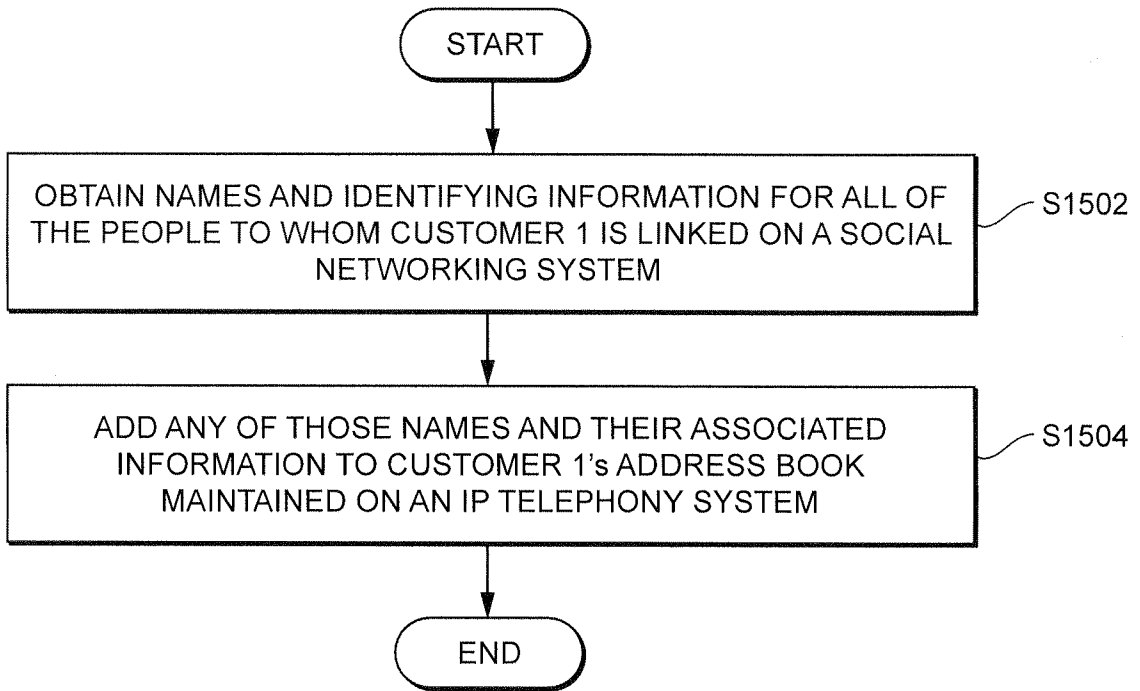 START
OBTAIN NAMES AND IDENTIFYING INFORMATION FOR ALL OF
THE PEOPLE TO WHOM CUSTOMER 1 IS LINKED ON A SOCIAL
NETWORKING SYSTEM
S1502
ADD ANY OF THOSE NAMES AND THEIR ASSOCIATED
INFORMATION TO CUSTOMER 1's ADDRESS BOOK
MAINTAINED ON AN IP TELEPHONY SYSTEM
S1504
END